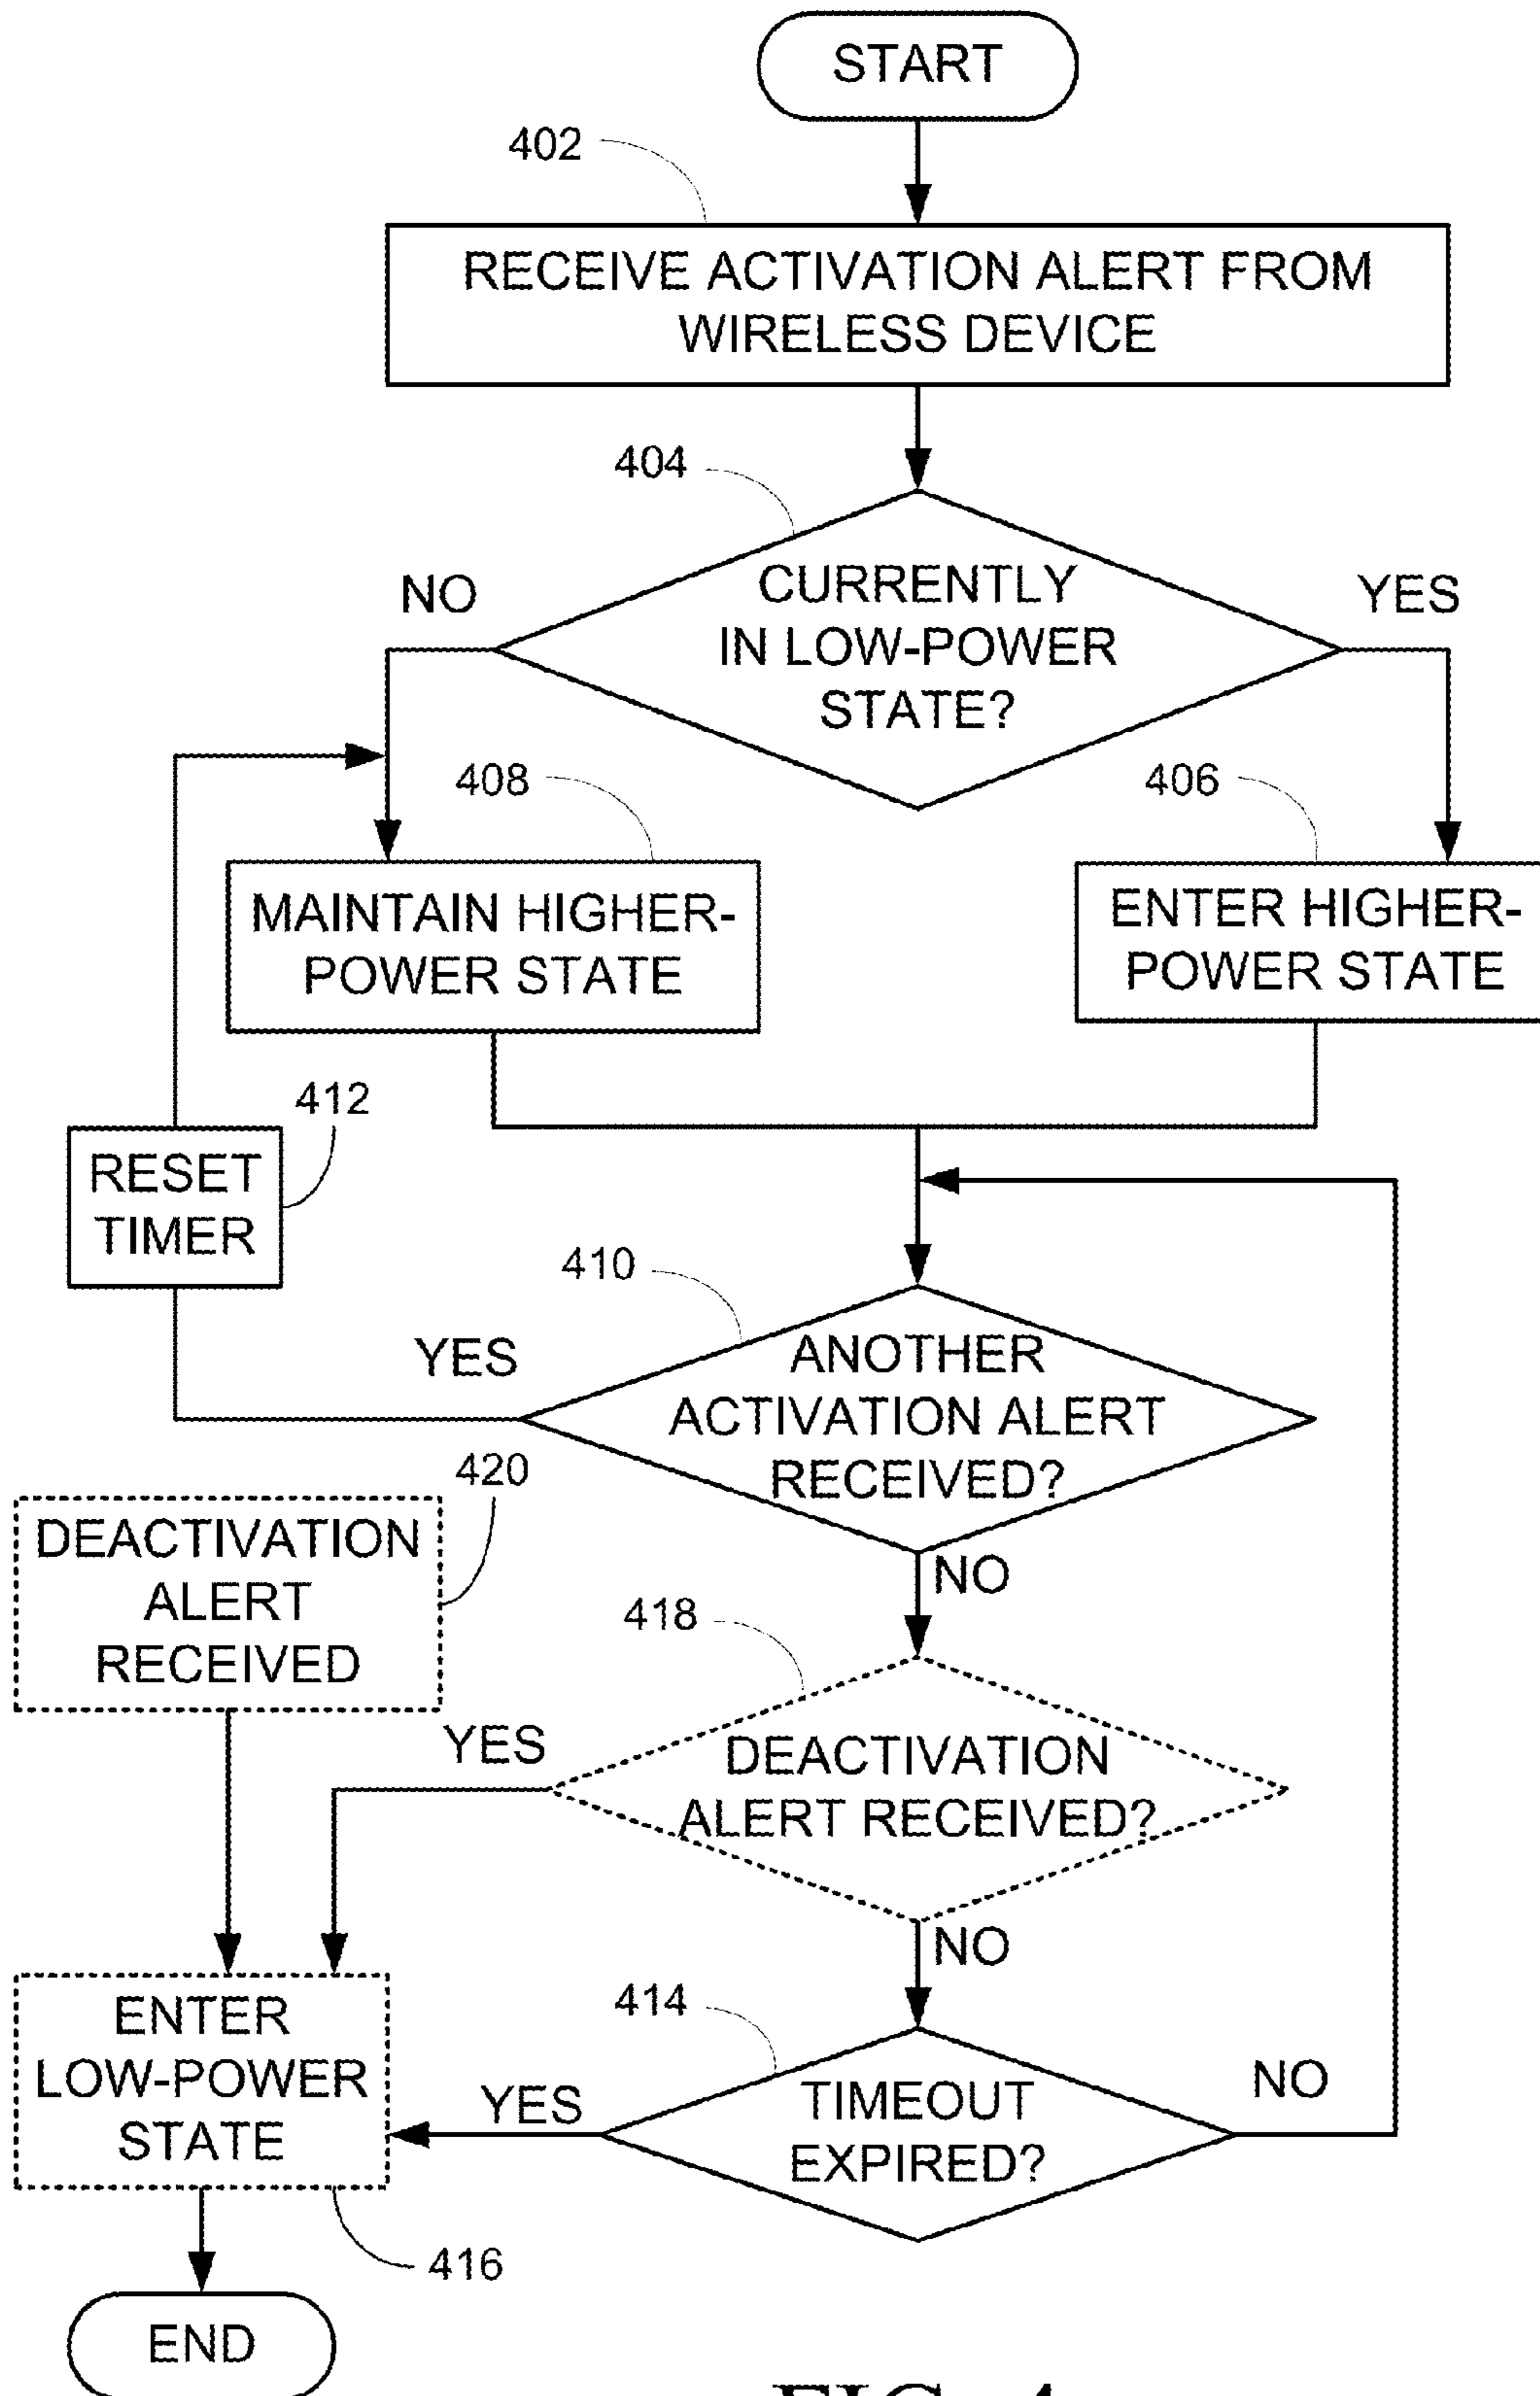 START
402
RECEIVE ACTIVATION ALERT FROM
WIRELESS DEVICE
404
CURRENTLY
IN LOW-POWER
STATE?
NO
YES
408
406
MAINTAIN HIGHER-
POWER STATE
ENTER HIGHER-
POWER STATE
412
RESET
TIMER
410
YES
ANOTHER
ACTIVATION ALERT
RECEIVED?
420
DEACTIVATION
ALERT
RECEIVED
NO
418
YES
DEACTIVATION
ALERT RECEIVED?
NO
414
ENTER
LOW-POWER
STATE
YES
TIMEOUT
EXPIRED?
NO
416
END
FIG. 4